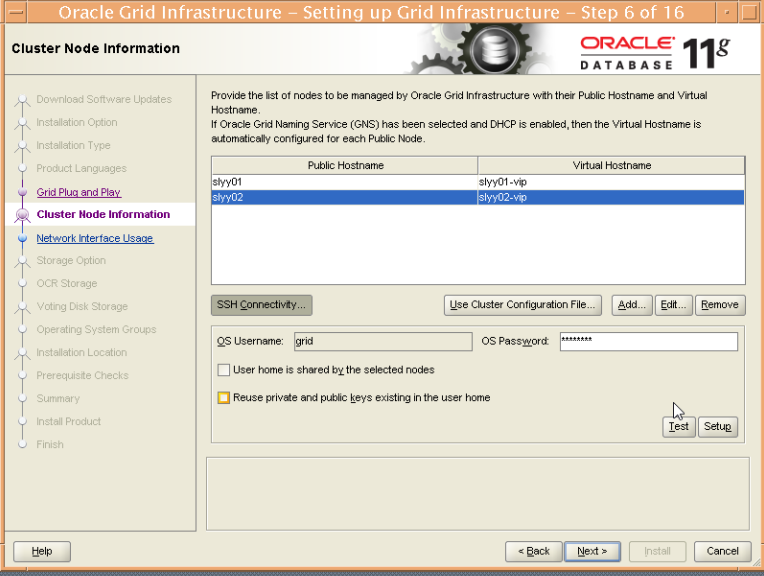 Oracle Grid Infrastructure – Setting up Grid Infrastructure – Step 6 of 16
Cluster Node Information
ORACLE
DATABASE
11g
Download Software Updates
Installation Option
Installation Type
Product Languages
Grid Plug and Play
Cluster Node Information
Network Interface Usage
Storage Option
OCR Storage
Voting Disk Storage
Operating System Groups
Installation Location
Prerequisite Checks
Summary
Install Product
Finish
Provide the list of nodes to be managed by Oracle Grid Infrastructure with their Public Hostname and Virtual
Hostname.
If Oracle Grid Naming Service (GNS) has been selected and DHCP is enabled, then the Virtual Hostname is
automatically configured for each Public Node.
Public Hostname Virtual Hostname
slyy01 slyy01-vip
slyy02 slyy02-vip
SSH Connectivity... Use Cluster Configuration File... Add... Edit... Remove
OS Username: grid OS Password: ********
User home is shared by the selected nodes
Reuse private and public keys existing in the user home
Test Setup
Help < Back Next > Install Cancel